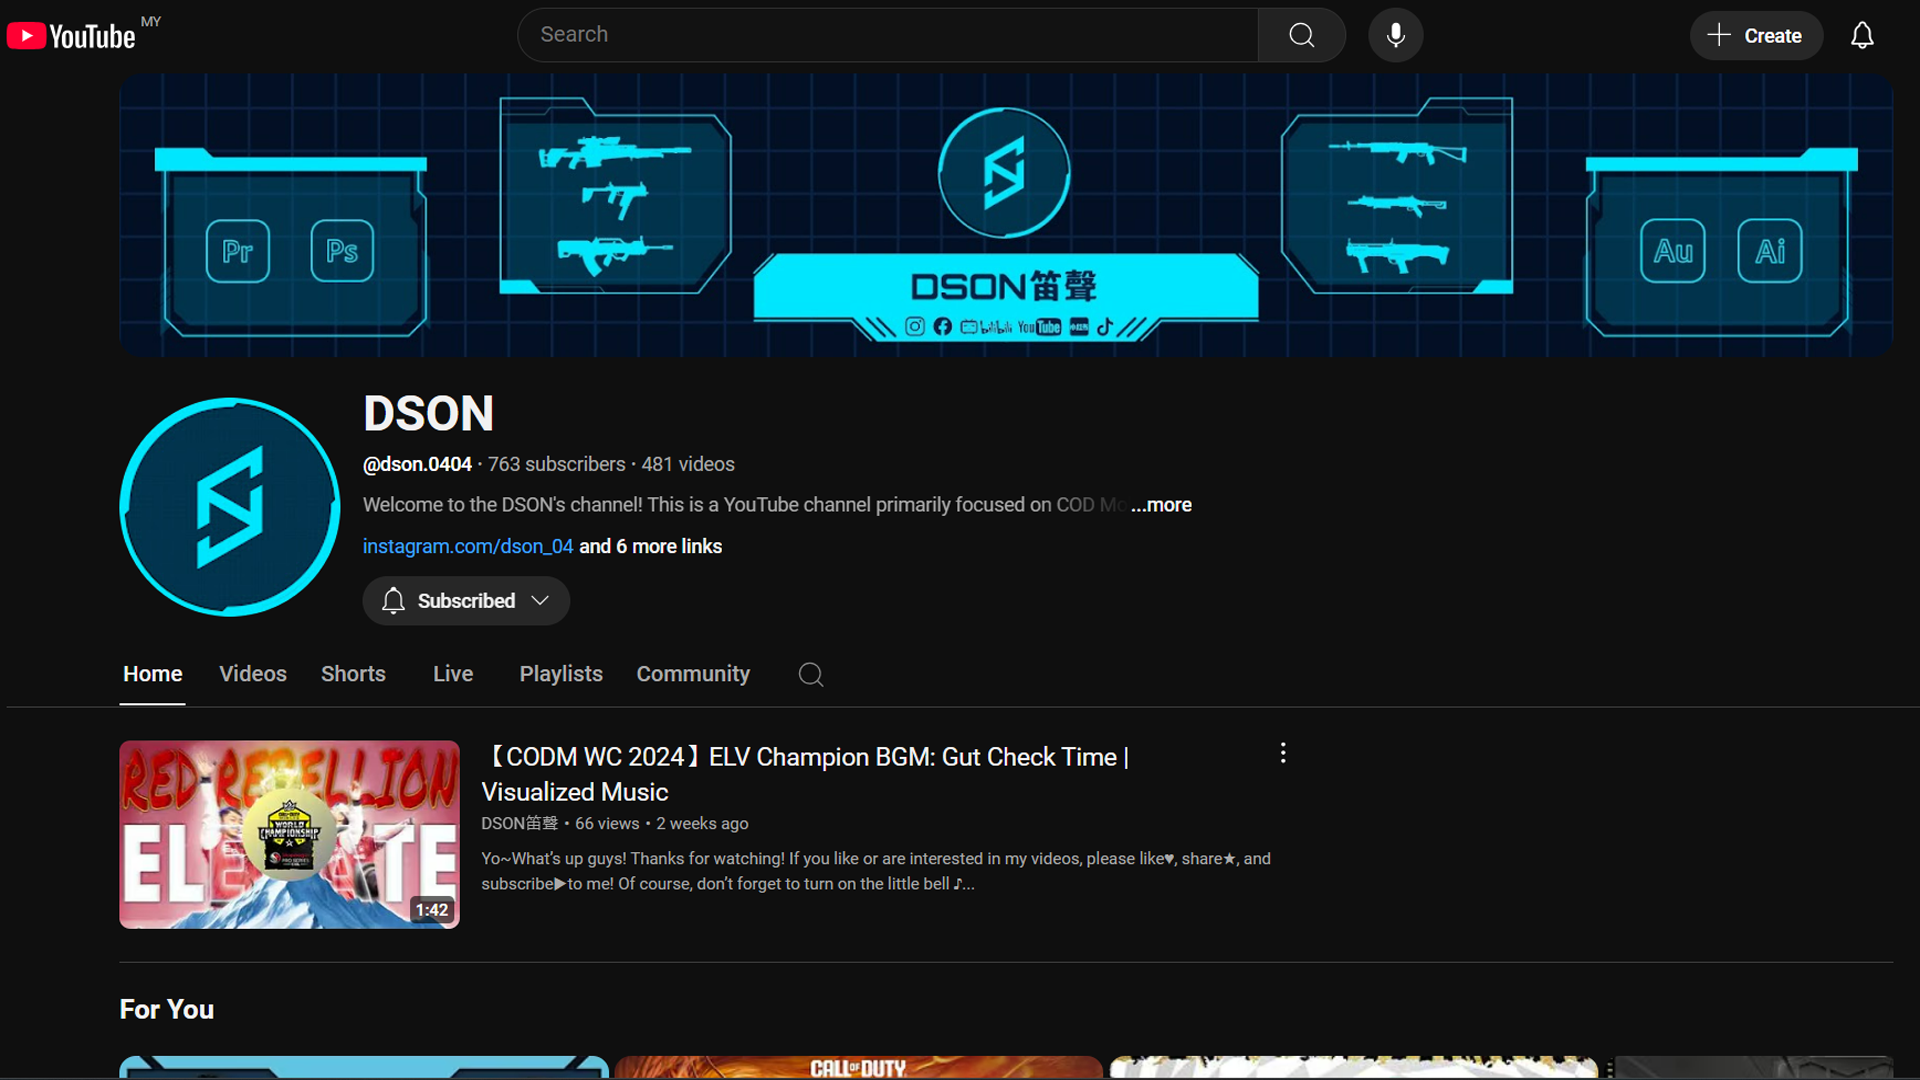 YouTube MY
Search
Create
Pr Ps
DSON笛聲
bilibili YouTube 小红书
Au Ai
DSON
@dson.0404 · 763 subscribers · 481 videos
Welcome to the DSON's channel! This is a YouTube channel primarily focused on COD Mo ...more
instagram.com/dson_04 and 6 more links
Subscribed
Home Videos Shorts Live Playlists Community
RED REBELLION
ELEVATE
WORLD
CHAMPIONSHIP
1:42
【CODM WC 2024】ELV Champion BGM: Gut Check Time |
Visualized Music
DSON笛聲 • 66 views • 2 weeks ago
Yo~What’s up guys! Thanks for watching! If you like or are interested in my videos, please like♥, share★, and
subscribe▶to me! Of course, don’t forget to turn on the little bell ♪...
For You
CALL OF DUTY